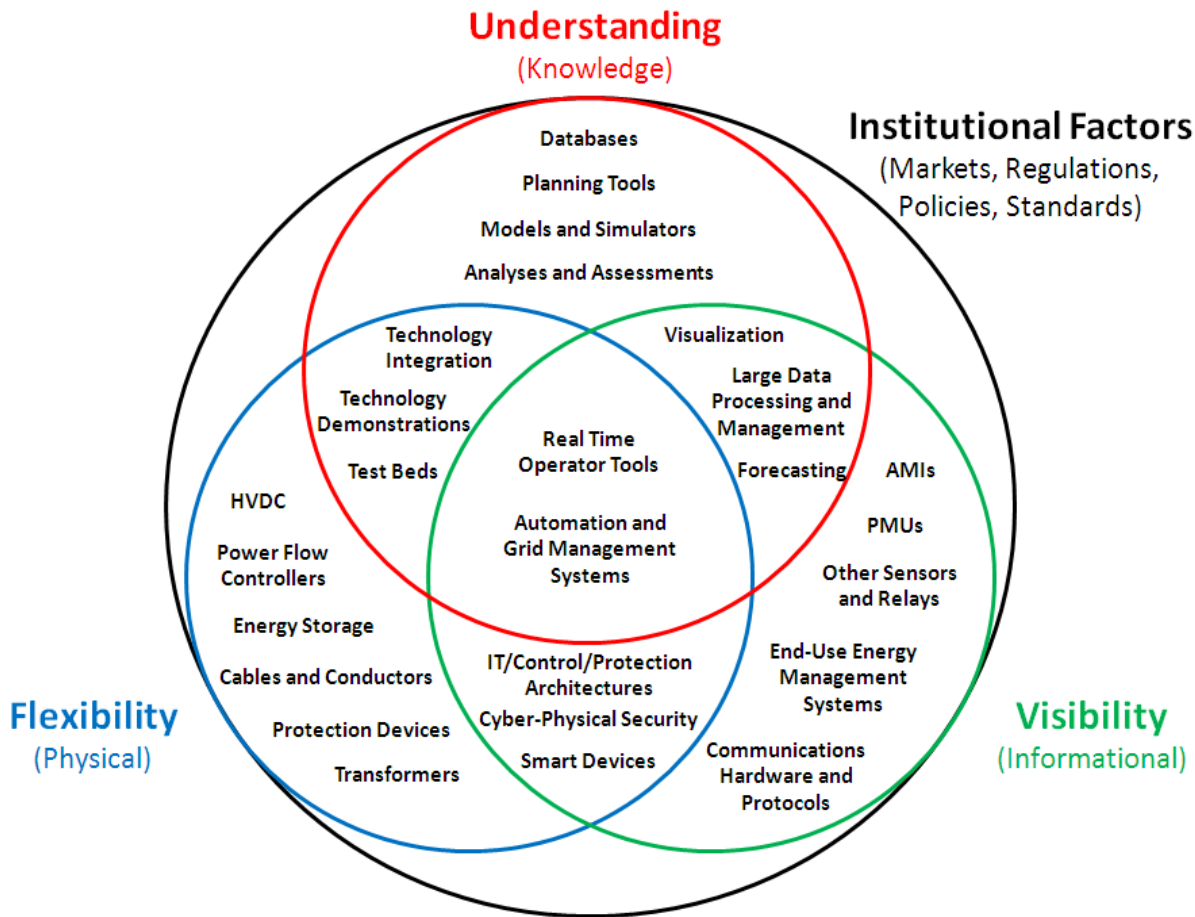 Understanding
(Knowledge)
Institutional Factors
(Markets, Regulations,
Policies, Standards)
Databases
Planning Tools
Models and Simulators
Analyses and Assessments
Technology
Integration
Technology
Demonstrations
Test Beds
Visualization
Large Data
Processing and
Management
Forecasting
Real Time
Operator Tools
Automation and
Grid Management
Systems
HVDC
Power Flow
Controllers
Energy Storage
Cables and Conductors
Protection Devices
Transformers
AMIs
PMUs
Other Sensors
and Relays
End-Use Energy
Management
Systems
Communications
Hardware and
Protocols
IT/Control/Protection
Architectures
Cyber-Physical Security
Smart Devices
Flexibility
(Physical)
Visibility
(Informational)